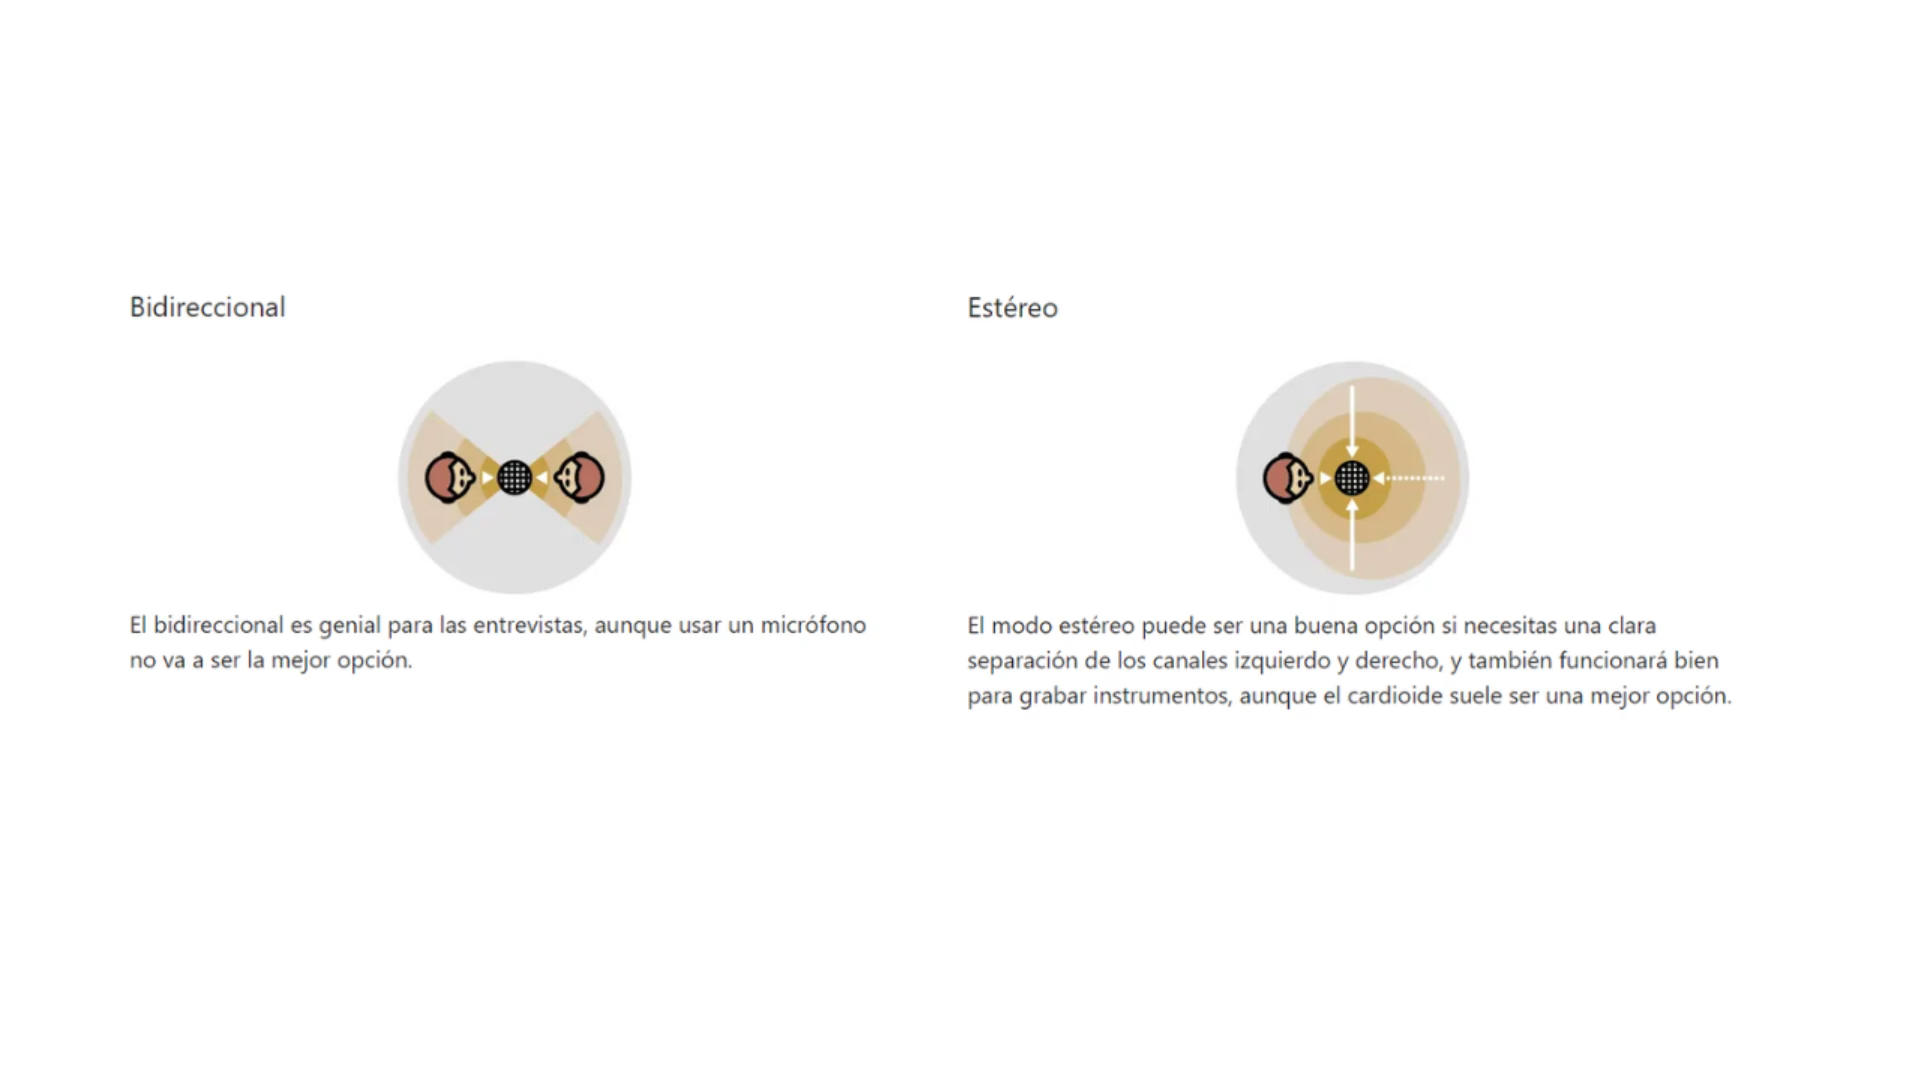 Bidireccional
El bidireccional es genial para las entrevistas, aunque usar un micrófono
no va a ser la mejor opción.
Estéreo
El modo estéreo puede ser una buena opción si necesitas una clara
separación de los canales izquierdo y derecho, y también funcionará bien
para grabar instrumentos, aunque el cardioide suele ser una mejor opción.